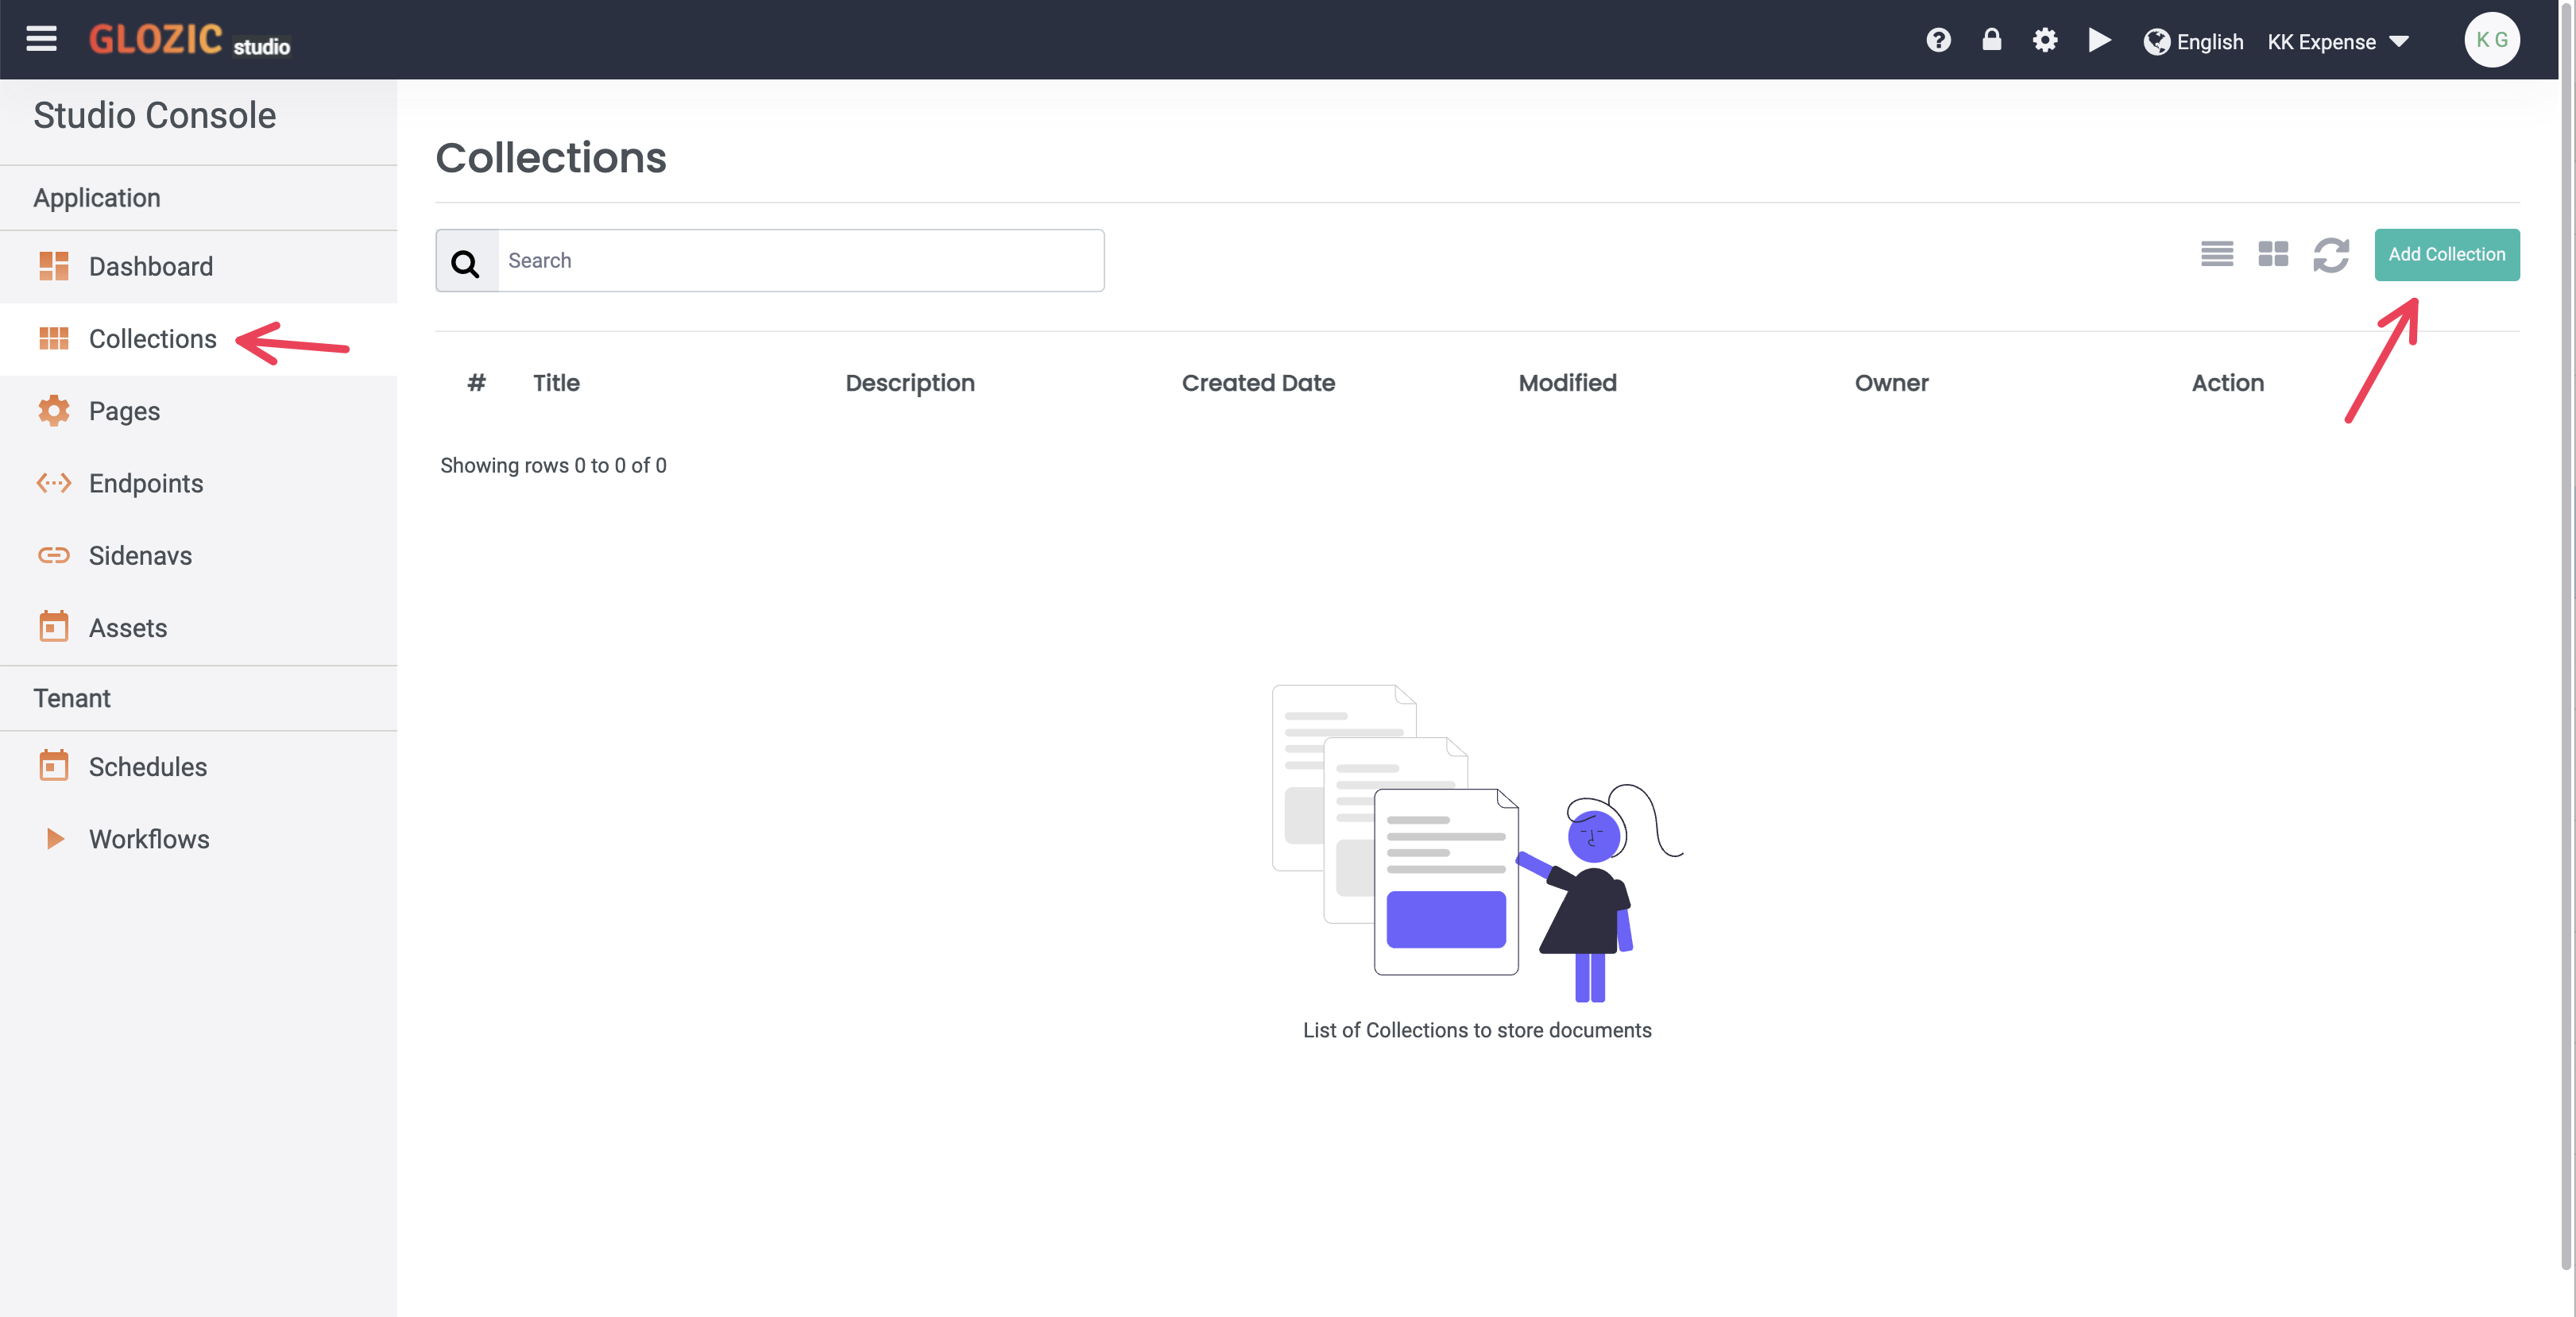 GLOZIC studio
English KK Expense K G
Studio Console
Application
Dashboard
Collections
Pages
Endpoints
Sidenavs
Assets
Tenant
Schedules
Workflows
Collections
Search
Add Collection
# Title Description Created Date Modified Owner Action
Showing rows 0 to 0 of 0
List of Collections to store documents